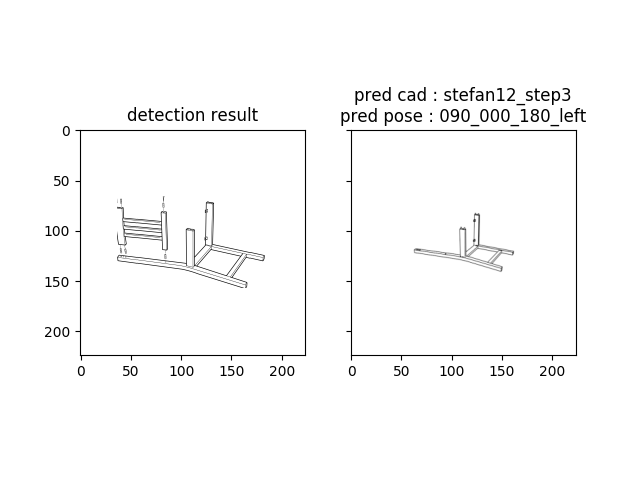 detection result
pred cad : stefan12_step3
pred pose : 090_000_180_left
0
50
100
150
200
0 50 100 150 200
0 50 100 150 200